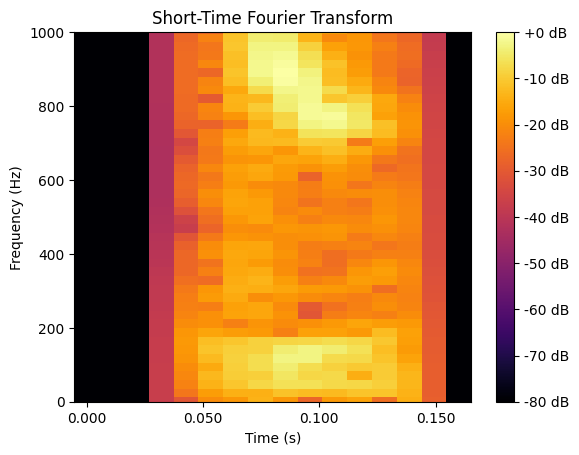 Short-Time Fourier Transform
1000
800
600
400
200
0
Frequency (Hz)
0.000
0.050
0.100
0.150
Time (s)
+0 dB
-10 dB
-20 dB
-30 dB
-40 dB
-50 dB
-60 dB
-70 dB
-80 dB